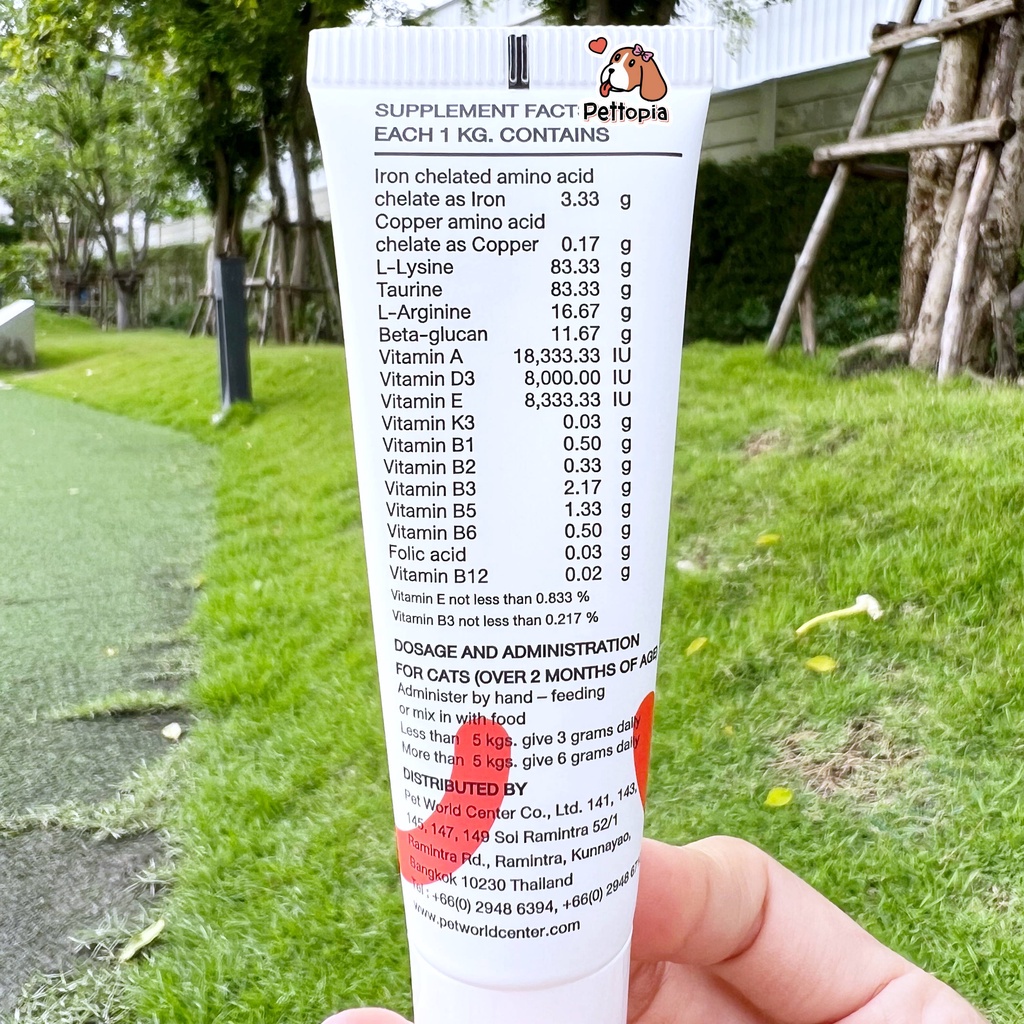 Pettopia
SUPPLEMENT FACT
EACH 1 KG. CONTAINS
Iron chelated amino acid
chelate as Iron 3.33 g
Copper amino acid
chelate as Copper 0.17 g
L-Lysine 83.33 g
Taurine 83.33 g
L-Arginine 16.67 g
Beta-glucan 11.67 g
Vitamin A 18,333.33 IU
Vitamin D3 8,000.00 IU
Vitamin E 8,333.33 IU
Vitamin K3 0.03 g
Vitamin B1 0.50 g
Vitamin B2 0.33 g
Vitamin B3 2.17 g
Vitamin B5 1.33 g
Vitamin B6 0.50 g
Folic acid 0.03 g
Vitamin B12 0.02 g
Vitamin E not less than 0.833 %
Vitamin B3 not less than 0.217 %
DOSAGE AND ADMINISTRATION
FOR CATS (OVER 2 MONTHS OF AGE)
Administer by hand – feeding
or mix in with food
Less than 5 kgs. give 3 grams daily
More than 5 kgs. give 6 grams daily
DISTRIBUTED BY
Pet World Center Co., Ltd. 141, 143,
145, 147, 149 Soi Ramintra 52/1
Ramintra Rd., Ramintra, Kunnayao,
Bangkok 10230 Thailand
Tel : +66(0) 2948 6394, +66(0) 2948
www.petworldcenter.com